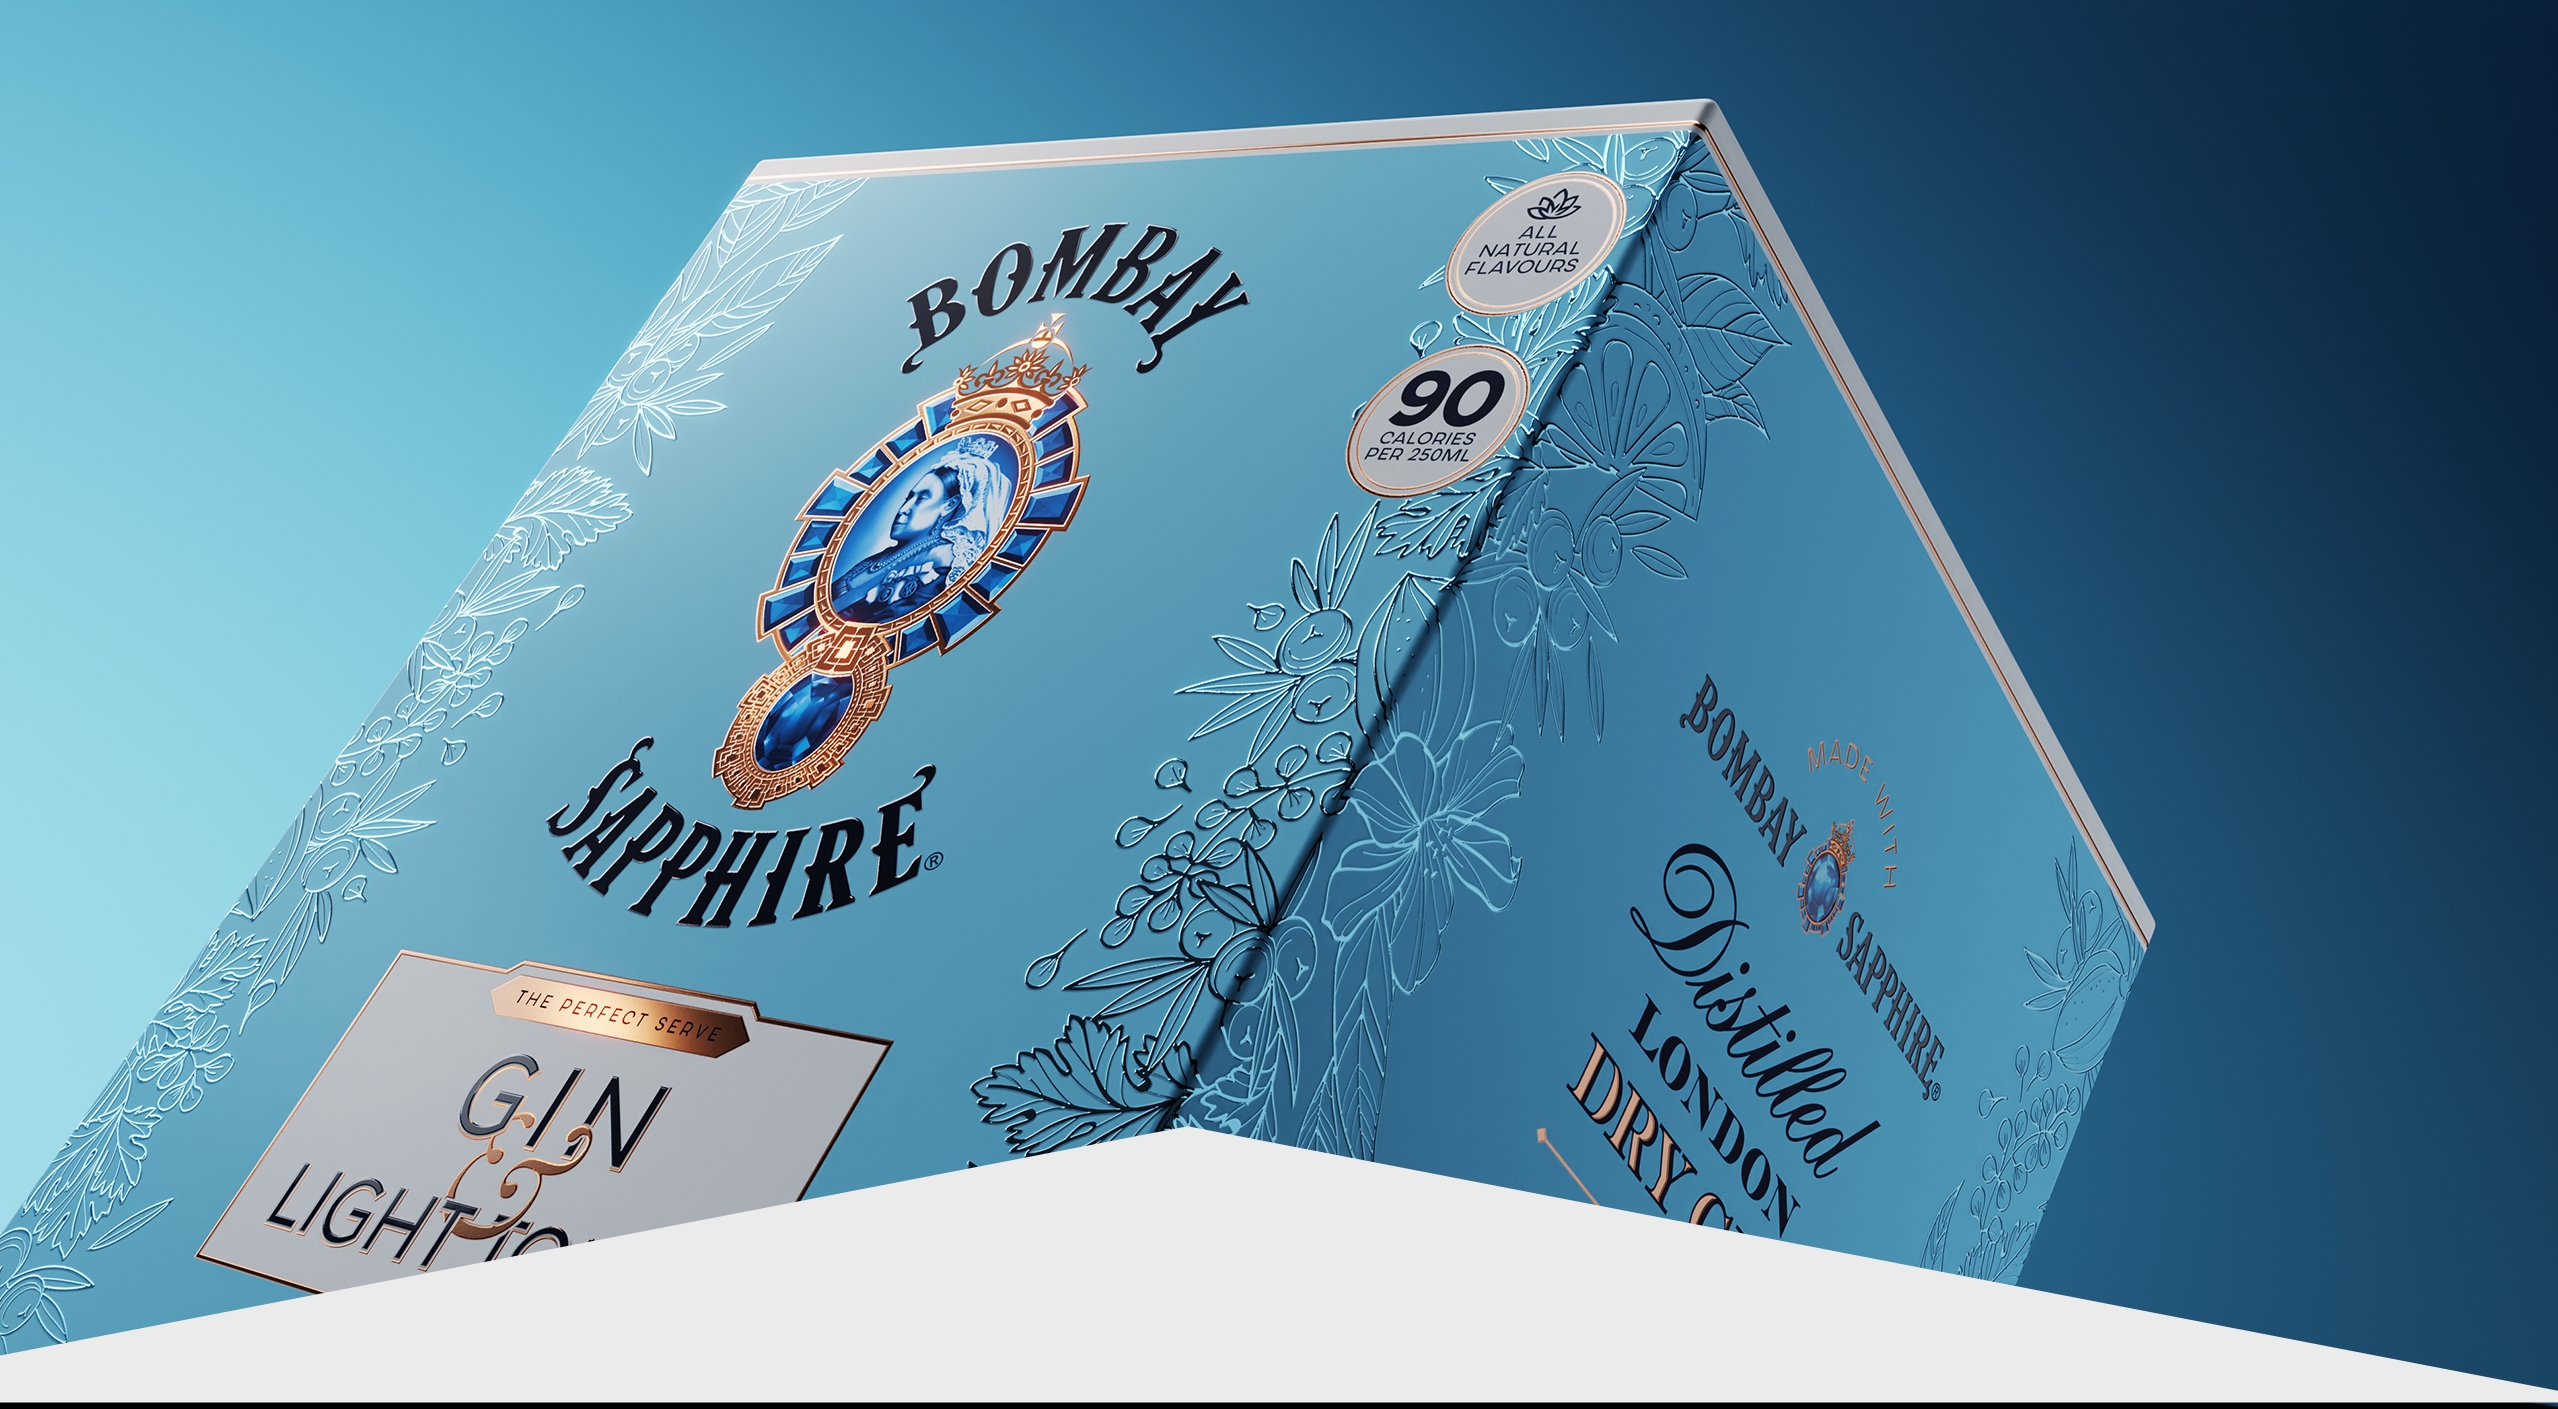 BOMBAY
SAPPHIRE®
ALL
NATURAL
FLAVOURS
90
CALORIES
PER 250ML
THE PERFECT SERVE
GIN
&
LIGHT
MADE WITH
BOMBAY SAPPHIRE®
Distilled
LONDON
DRY